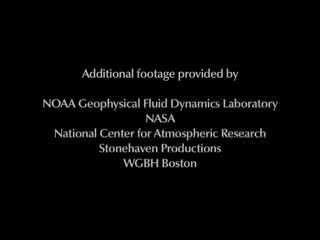 Additional footage provided by
NOAA Geophysical Fluid Dynamics Laboratory
NASA
National Center for Atmospheric Research
Stonehaven Productions
WGBH Boston